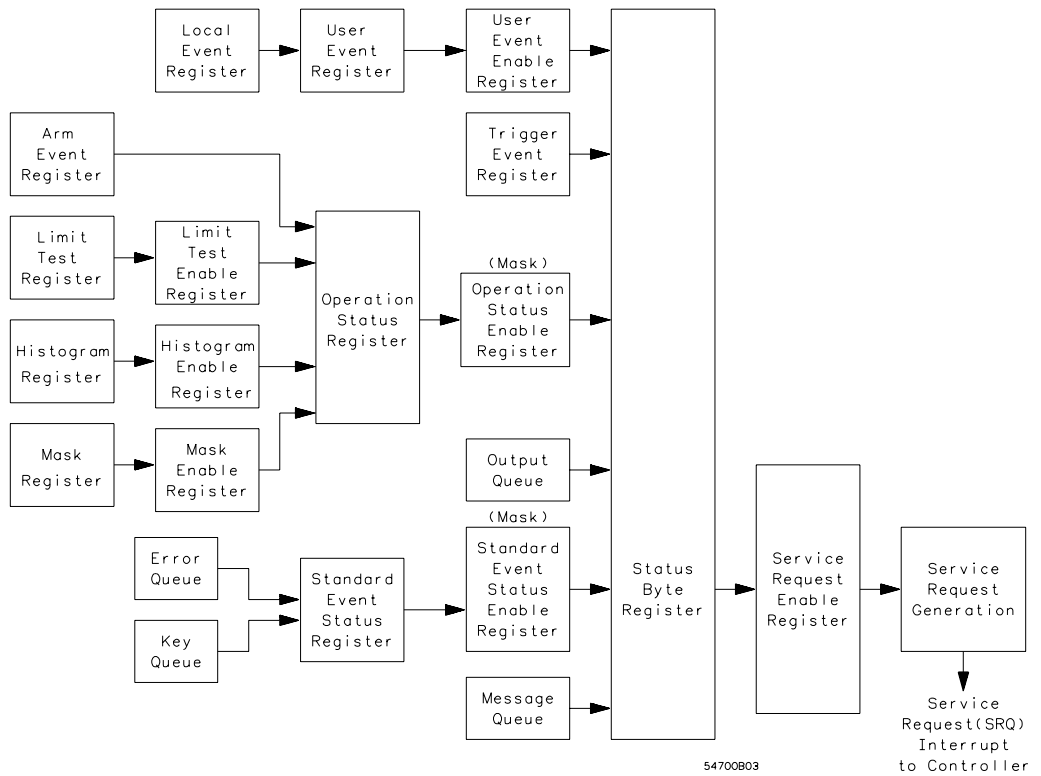 Local
Event
Register
User
Event
Register
User
Event
Enable
Register
Arm
Event
Register
Trigger
Event
Register
Limit
Test
Register
Limit
Test
Enable
Register
Operation
Status
Register
(Mask)
Operation
Status
Enable
Register
Histogram
Register
Histogram
Enable
Register
Mask
Register
Mask
Enable
Register
Output
Queue
(Mask)
Error
Queue
Key
Queue
Standard
Event
Status
Register
Standard
Event
Status
Enable
Register
Message
Queue
Status
Byte
Register
Service
Request
Enable
Register
Service
Request
Generation
Service
Request(SRQ)
Interrupt
to Controller
54700B03